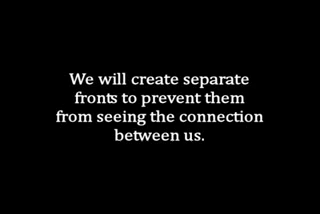 We will create separate
fronts to prevent them
from seeing the connection
between us.